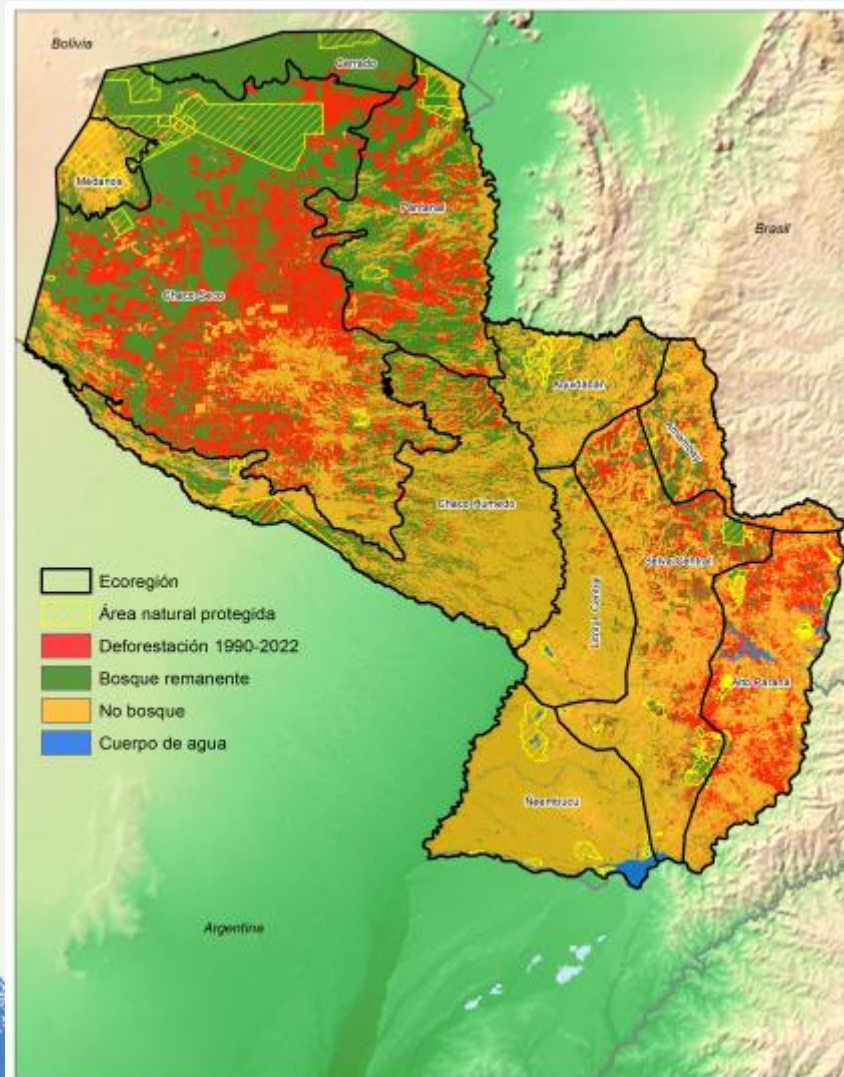 Bolivia
Cerrado
Médanos
Pantanal
Brasil
Chaco Seco
Aquidabán
Amambay
Chaco Húmedo
Selva Central
Litoral Central
Alto Paraná
Ñeembucú
Argentina
Ecoregión
Área natural protegida
Deforestación 1990-2022
Bosque remanente
No bosque
Cuerpo de agua